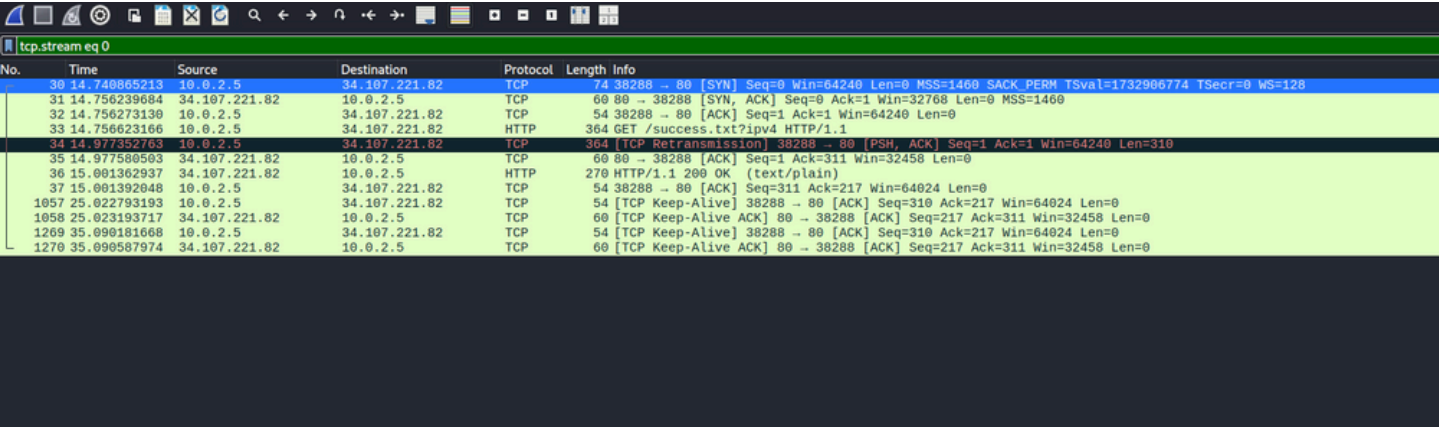 tcp.stream eq 0
No. Time Source Destination Protocol Length Info
30 14.740865213 10.0.2.5 34.107.221.82 TCP 74 38288 → 80 [SYN] Seq=0 Win=64240 Len=0 MSS=1460 SACK_PERM TSval=1732906774 TSecr=0 WS=128
31 14.756239684 34.107.221.82 10.0.2.5 TCP 60 80 → 38288 [SYN, ACK] Seq=0 Ack=1 Win=32768 Len=0 MSS=1460
32 14.756273130 10.0.2.5 34.107.221.82 TCP 54 38288 → 80 [ACK] Seq=1 Ack=1 Win=64240 Len=0
33 14.756623166 10.0.2.5 34.107.221.82 HTTP 364 GET /success.txt?ipv4 HTTP/1.1
34 14.977352763 10.0.2.5 34.107.221.82 TCP 364 [TCP Retransmission] 38288 → 80 [PSH, ACK] Seq=1 Ack=1 Win=64240 Len=310
35 14.977580503 34.107.221.82 10.0.2.5 TCP 60 80 → 38288 [ACK] Seq=1 Ack=311 Win=32458 Len=0
36 15.001362937 34.107.221.82 10.0.2.5 HTTP 270 HTTP/1.1 200 OK (text/plain)
37 15.001392048 10.0.2.5 34.107.221.82 TCP 54 38288 → 80 [ACK] Seq=311 Ack=217 Win=64024 Len=0
1057 25.022793193 10.0.2.5 34.107.221.82 TCP 54 [TCP Keep-Alive] 38288 → 80 [ACK] Seq=310 Ack=217 Win=64024 Len=0
1058 25.023193717 34.107.221.82 10.0.2.5 TCP 60 [TCP Keep-Alive ACK] 80 → 38288 [ACK] Seq=217 Ack=311 Win=32458 Len=0
1269 35.090181668 10.0.2.5 34.107.221.82 TCP 54 [TCP Keep-Alive] 38288 → 80 [ACK] Seq=310 Ack=217 Win=64024 Len=0
1270 35.090587974 34.107.221.82 10.0.2.5 TCP 60 [TCP Keep-Alive ACK] 80 → 38288 [ACK] Seq=217 Ack=311 Win=32458 Len=0